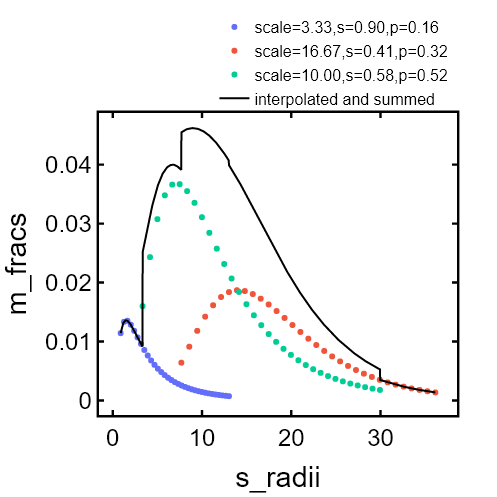 scale=3.33,s=0.90,p=0.16
scale=16.67,s=0.41,p=0.32
scale=10.00,s=0.58,p=0.52
interpolated and summed
0.04
0.03
0.02
0.01
0
m_fracs
0 10 20 30
s_radii